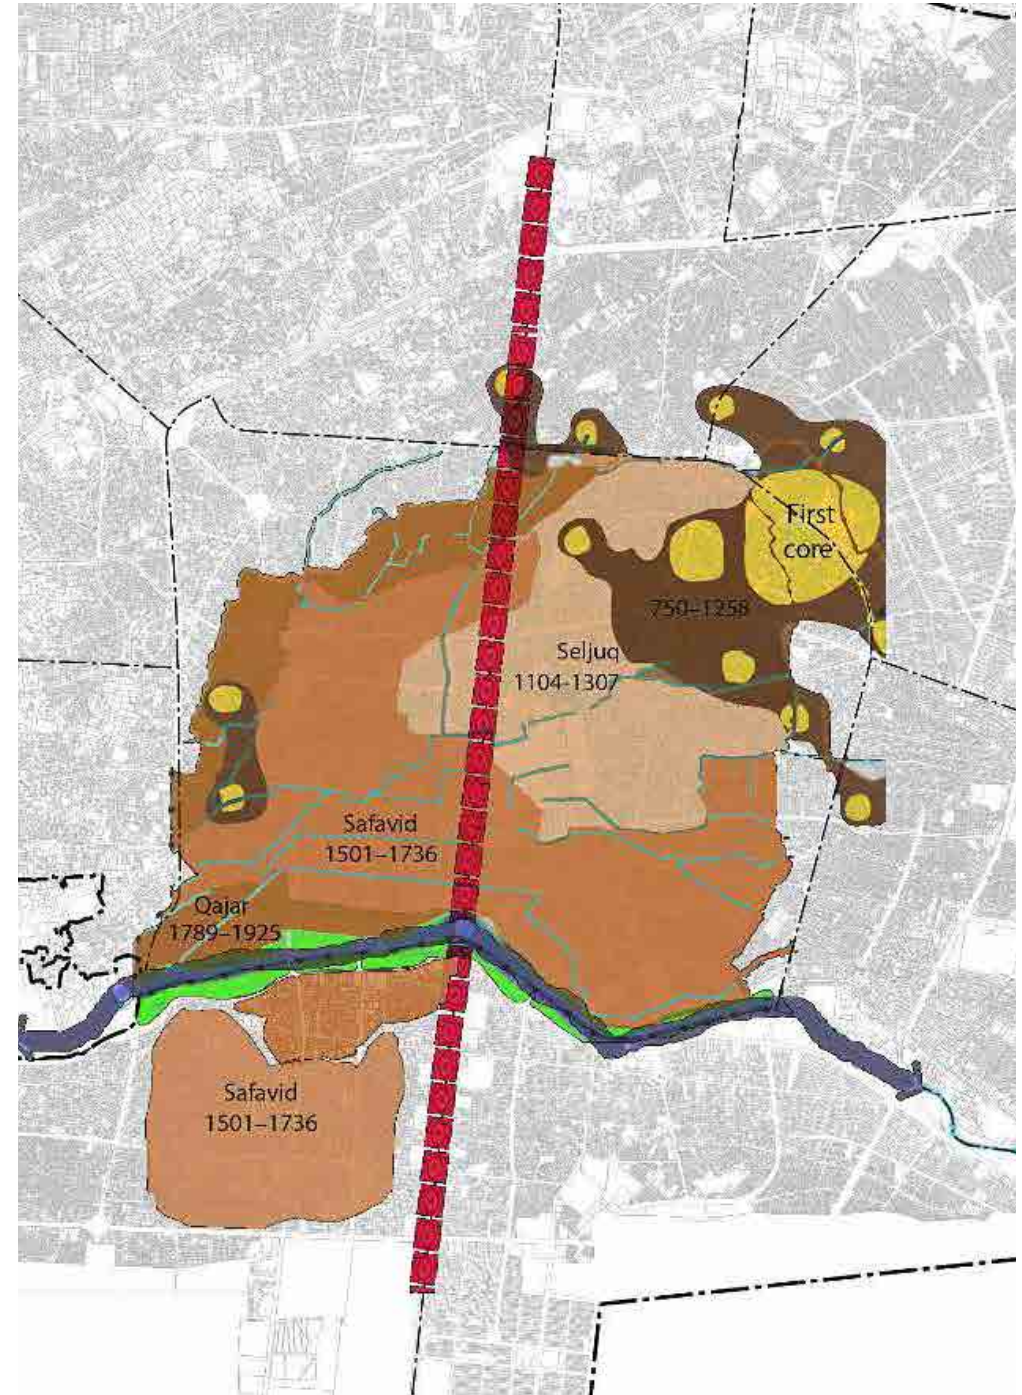 First
core
750–1258
Seljuq
1104-1307
Safavid
1501–1736
Qajar
1789–1925
Safavid
1501–1736